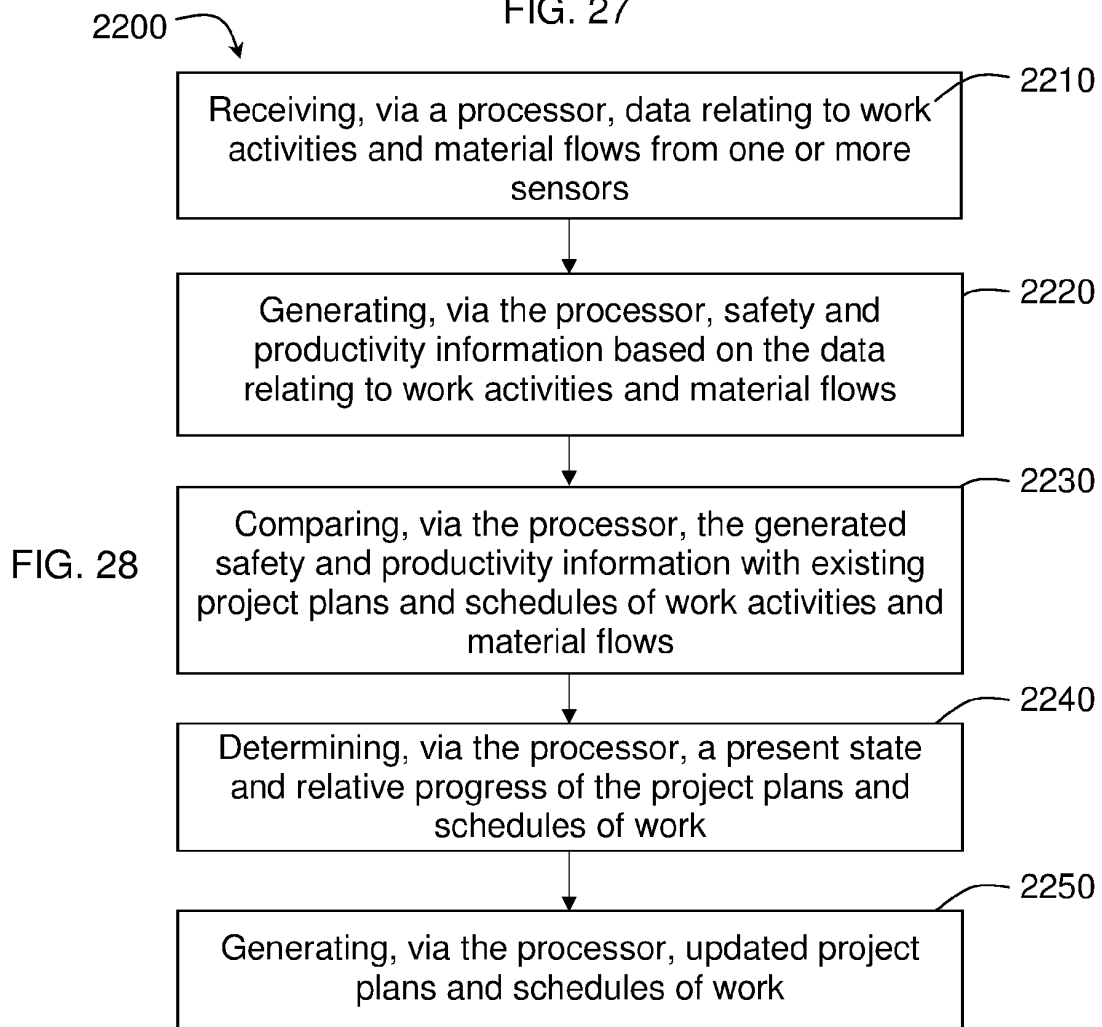 FIG. 27
2200
2210
Receiving, via a processor, data relating to work
activities and material flows from one or more
sensors
2220
Generating, via the processor, safety and
productivity information based on the data
relating to work activities and material flows
2230
Comparing, via the processor, the generated
safety and productivity information with existing
project plans and schedules of work activities and
material flows
FIG. 28
2240
Determining, via the processor, a present state
and relative progress of the project plans and
schedules of work
2250
Generating, via the processor, updated project
plans and schedules of work